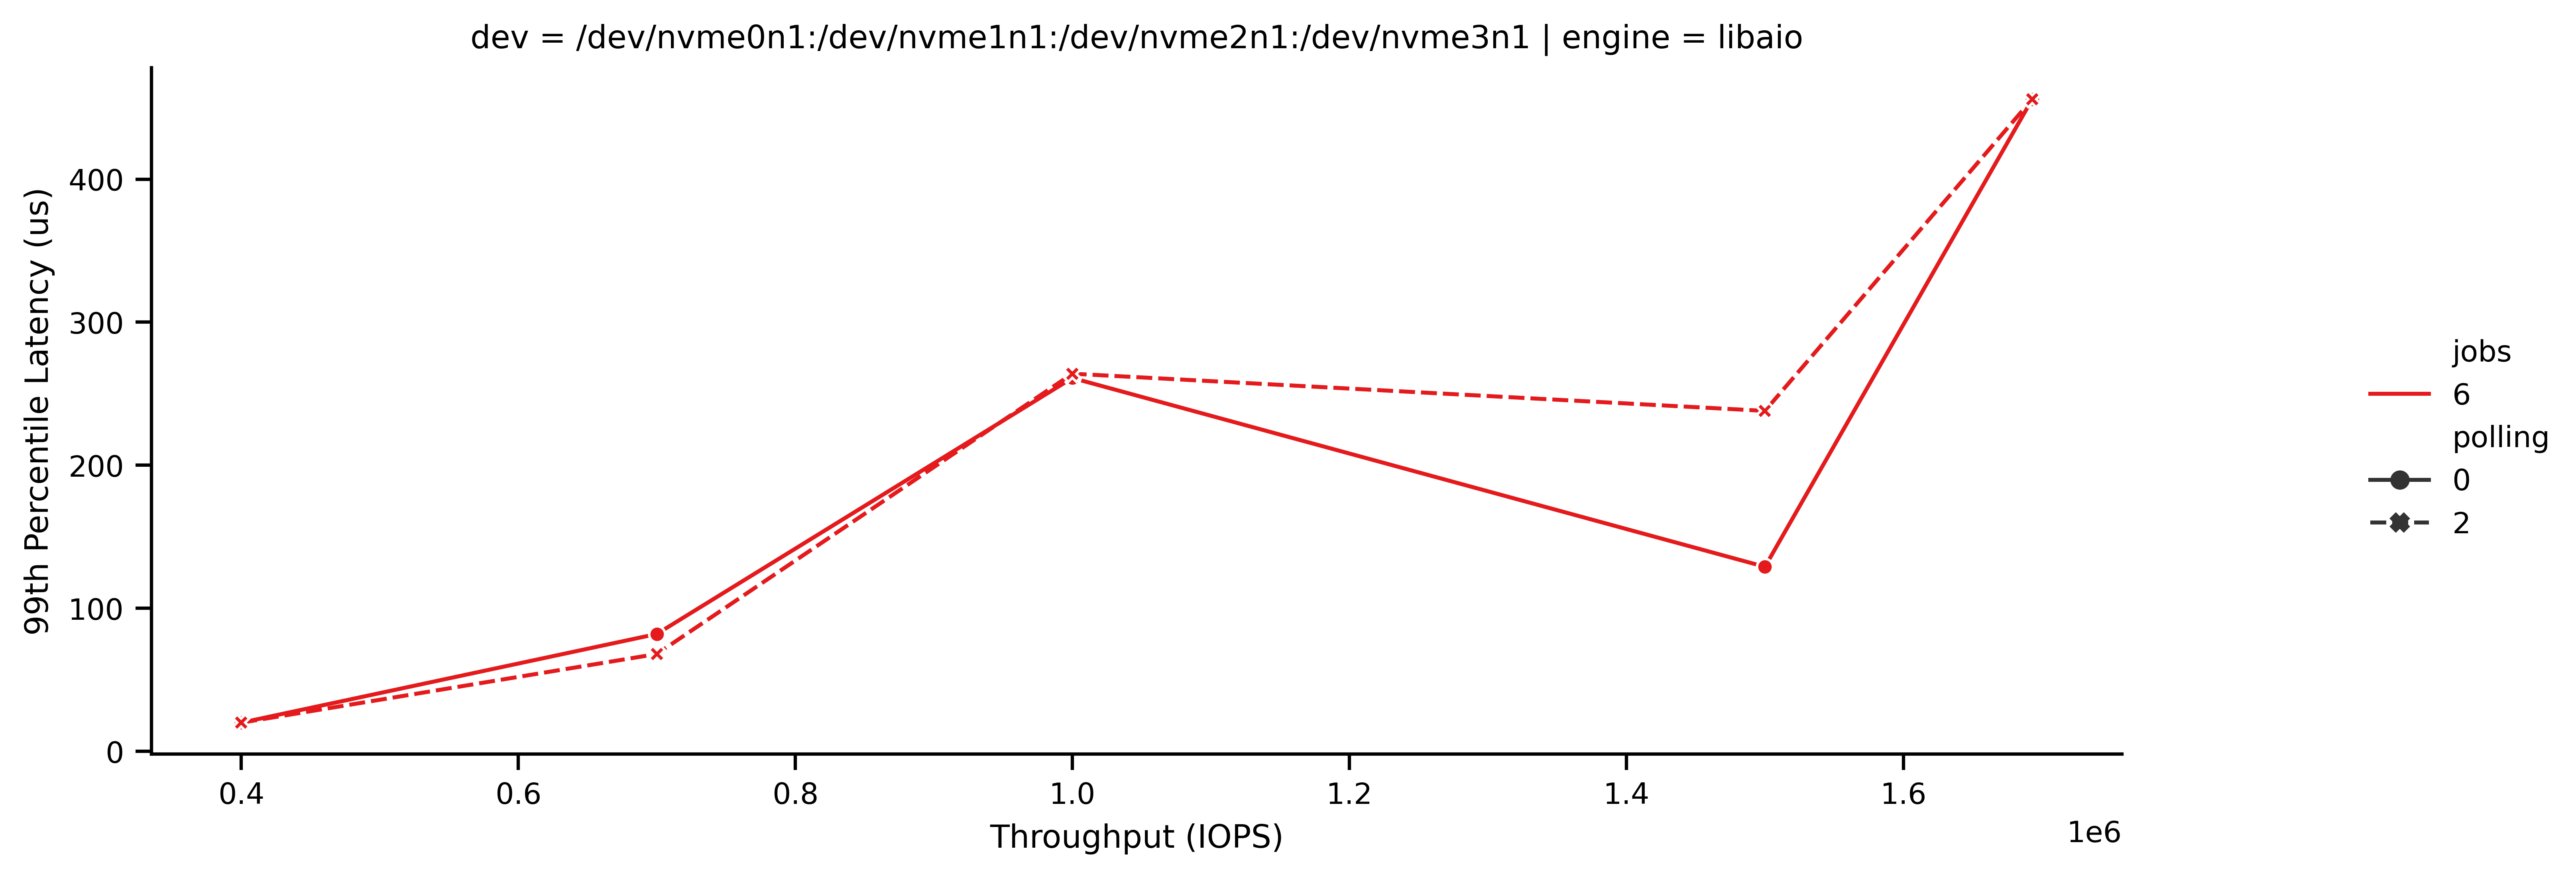 dev = /dev/nvme0n1:/dev/nvme1n1:/dev/nvme2n1:/dev/nvme3n1 | engine = libaio
99th Percentile Latency (us)
400
300
200
100
0
0.4 0.6 0.8 1.0 1.2 1.4 1.6
1e6
Throughput (IOPS)
jobs
6
polling
0
2